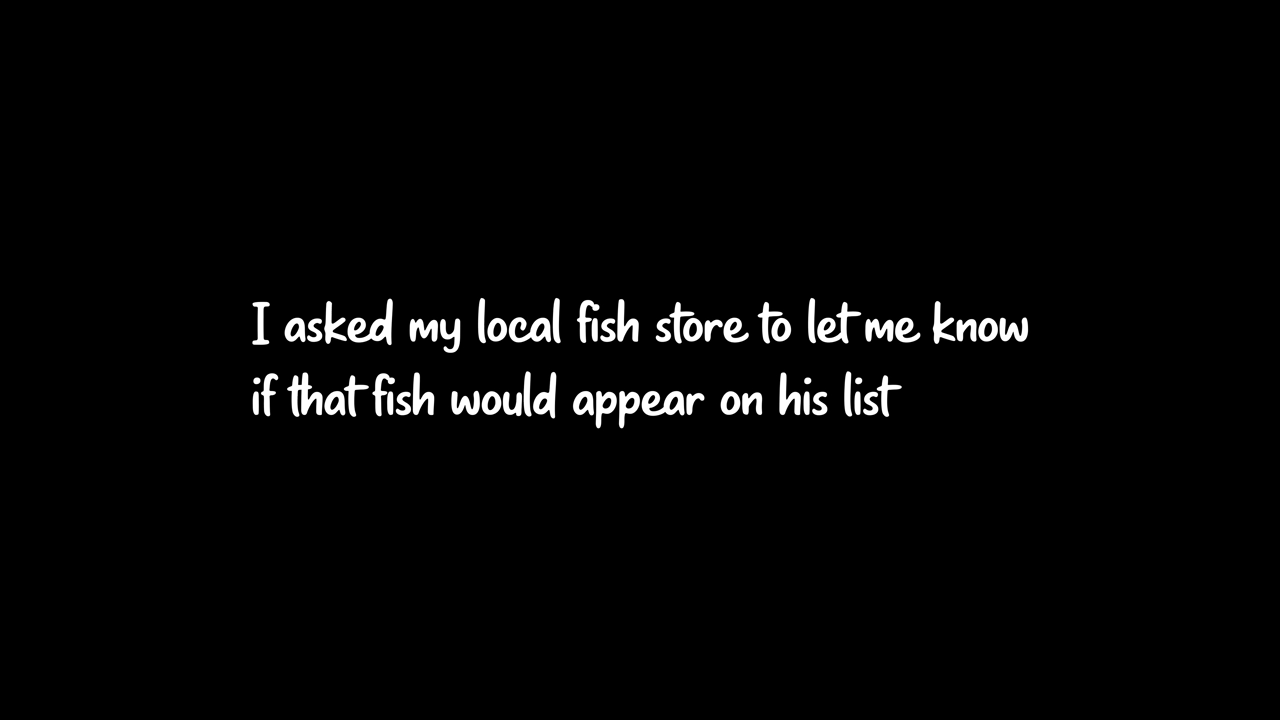 I asked my local fish store to let me know
if that fish would appear on his list